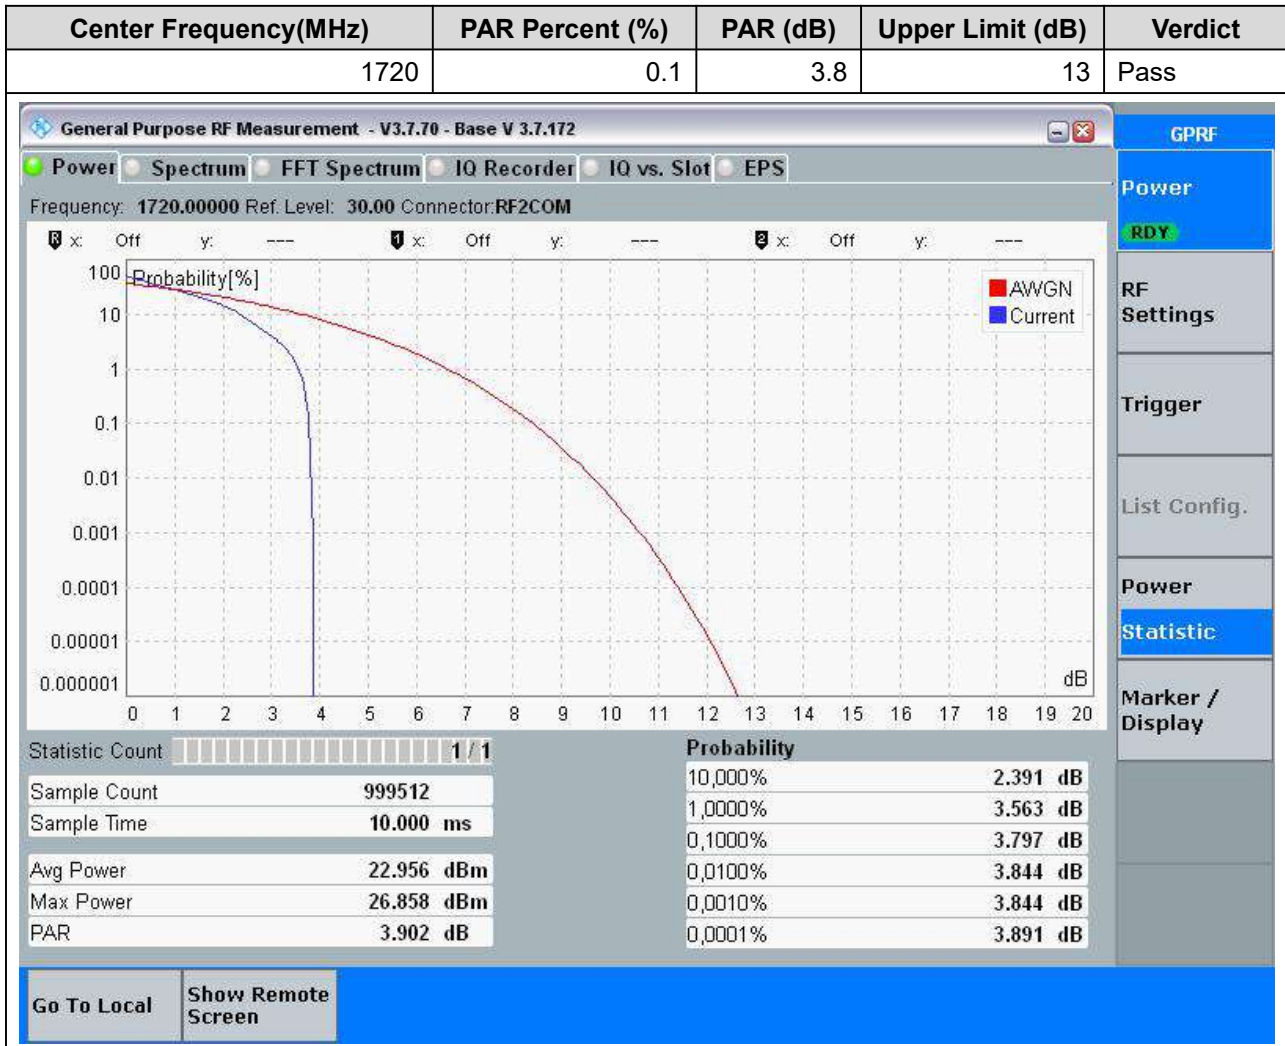 Center Frequency(MHz) PAR Percent (%) PAR (dB) Upper Limit (dB) Verdict
1720 0.1 3.8 13 Pass
General Purpose RF Measurement - V3.7.70 - Base V 3.7.172
GPRF
Power Spectrum FFT Spectrum IQ Recorder IQ vs. Slot EPS
Frequency: 1720.00000 Ref. Level: 30.00 Connector:RF2COM
R x: Off y: --- 1 x: Off y: --- 2 x: Off y: ---
Power
RDY
RF
Settings
Trigger
List Config.
Power
Statistic
Marker /
Display
Probability[%]
AWGN
Current
100
10
1
0.1
0.01
0.001
0.0001
0.00001
0.000001
dB
0 1 2 3 4 5 6 7 8 9 10 11 12 13 14 15 16 17 18 19 20
Statistic Count 1 / 1
Sample Count 999512
Sample Time 10.000 ms
Avg Power 22.956 dBm
Max Power 26.858 dBm
PAR 3.902 dB
Probability
10,000% 2.391 dB
1,0000% 3.563 dB
0,1000% 3.797 dB
0,0100% 3.844 dB
0,0010% 3.844 dB
0,0001% 3.891 dB
Go To Local
Show Remote
Screen